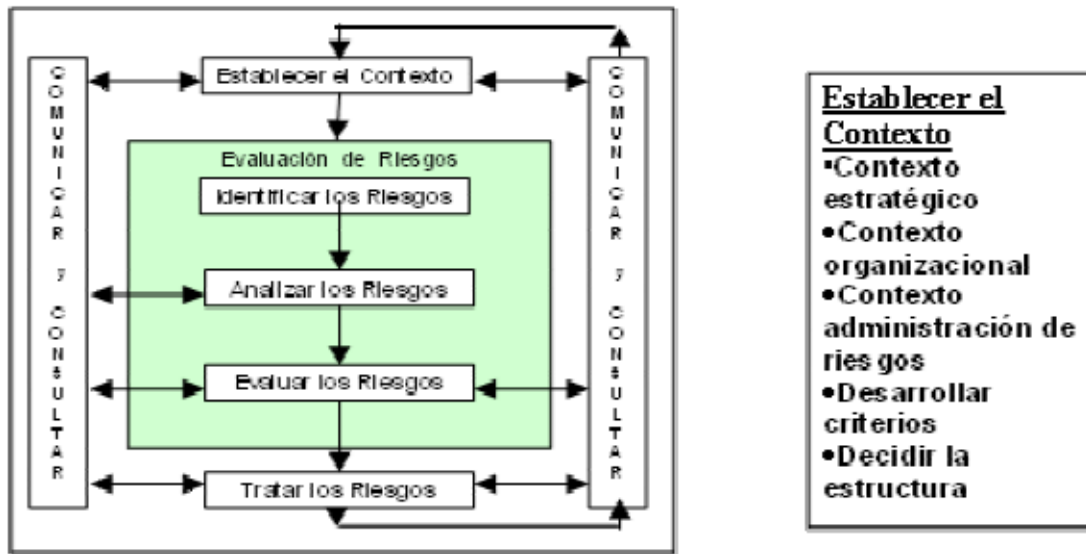 COMUNICAR y CONSULTAR
Establecer el Contexto
Evaluación de Riesgos
Identificar los Riesgos
Analizar los Riesgos
Evaluar los Riesgos
Tratar los Riesgos
COMUNICAR y CONSULTAR
Establecer el
Contexto
▪Contexto
estratégico
•Contexto
organizacional
•Contexto
administración de
riesgos
•Desarrollar
criterios
•Decidir la
estructura